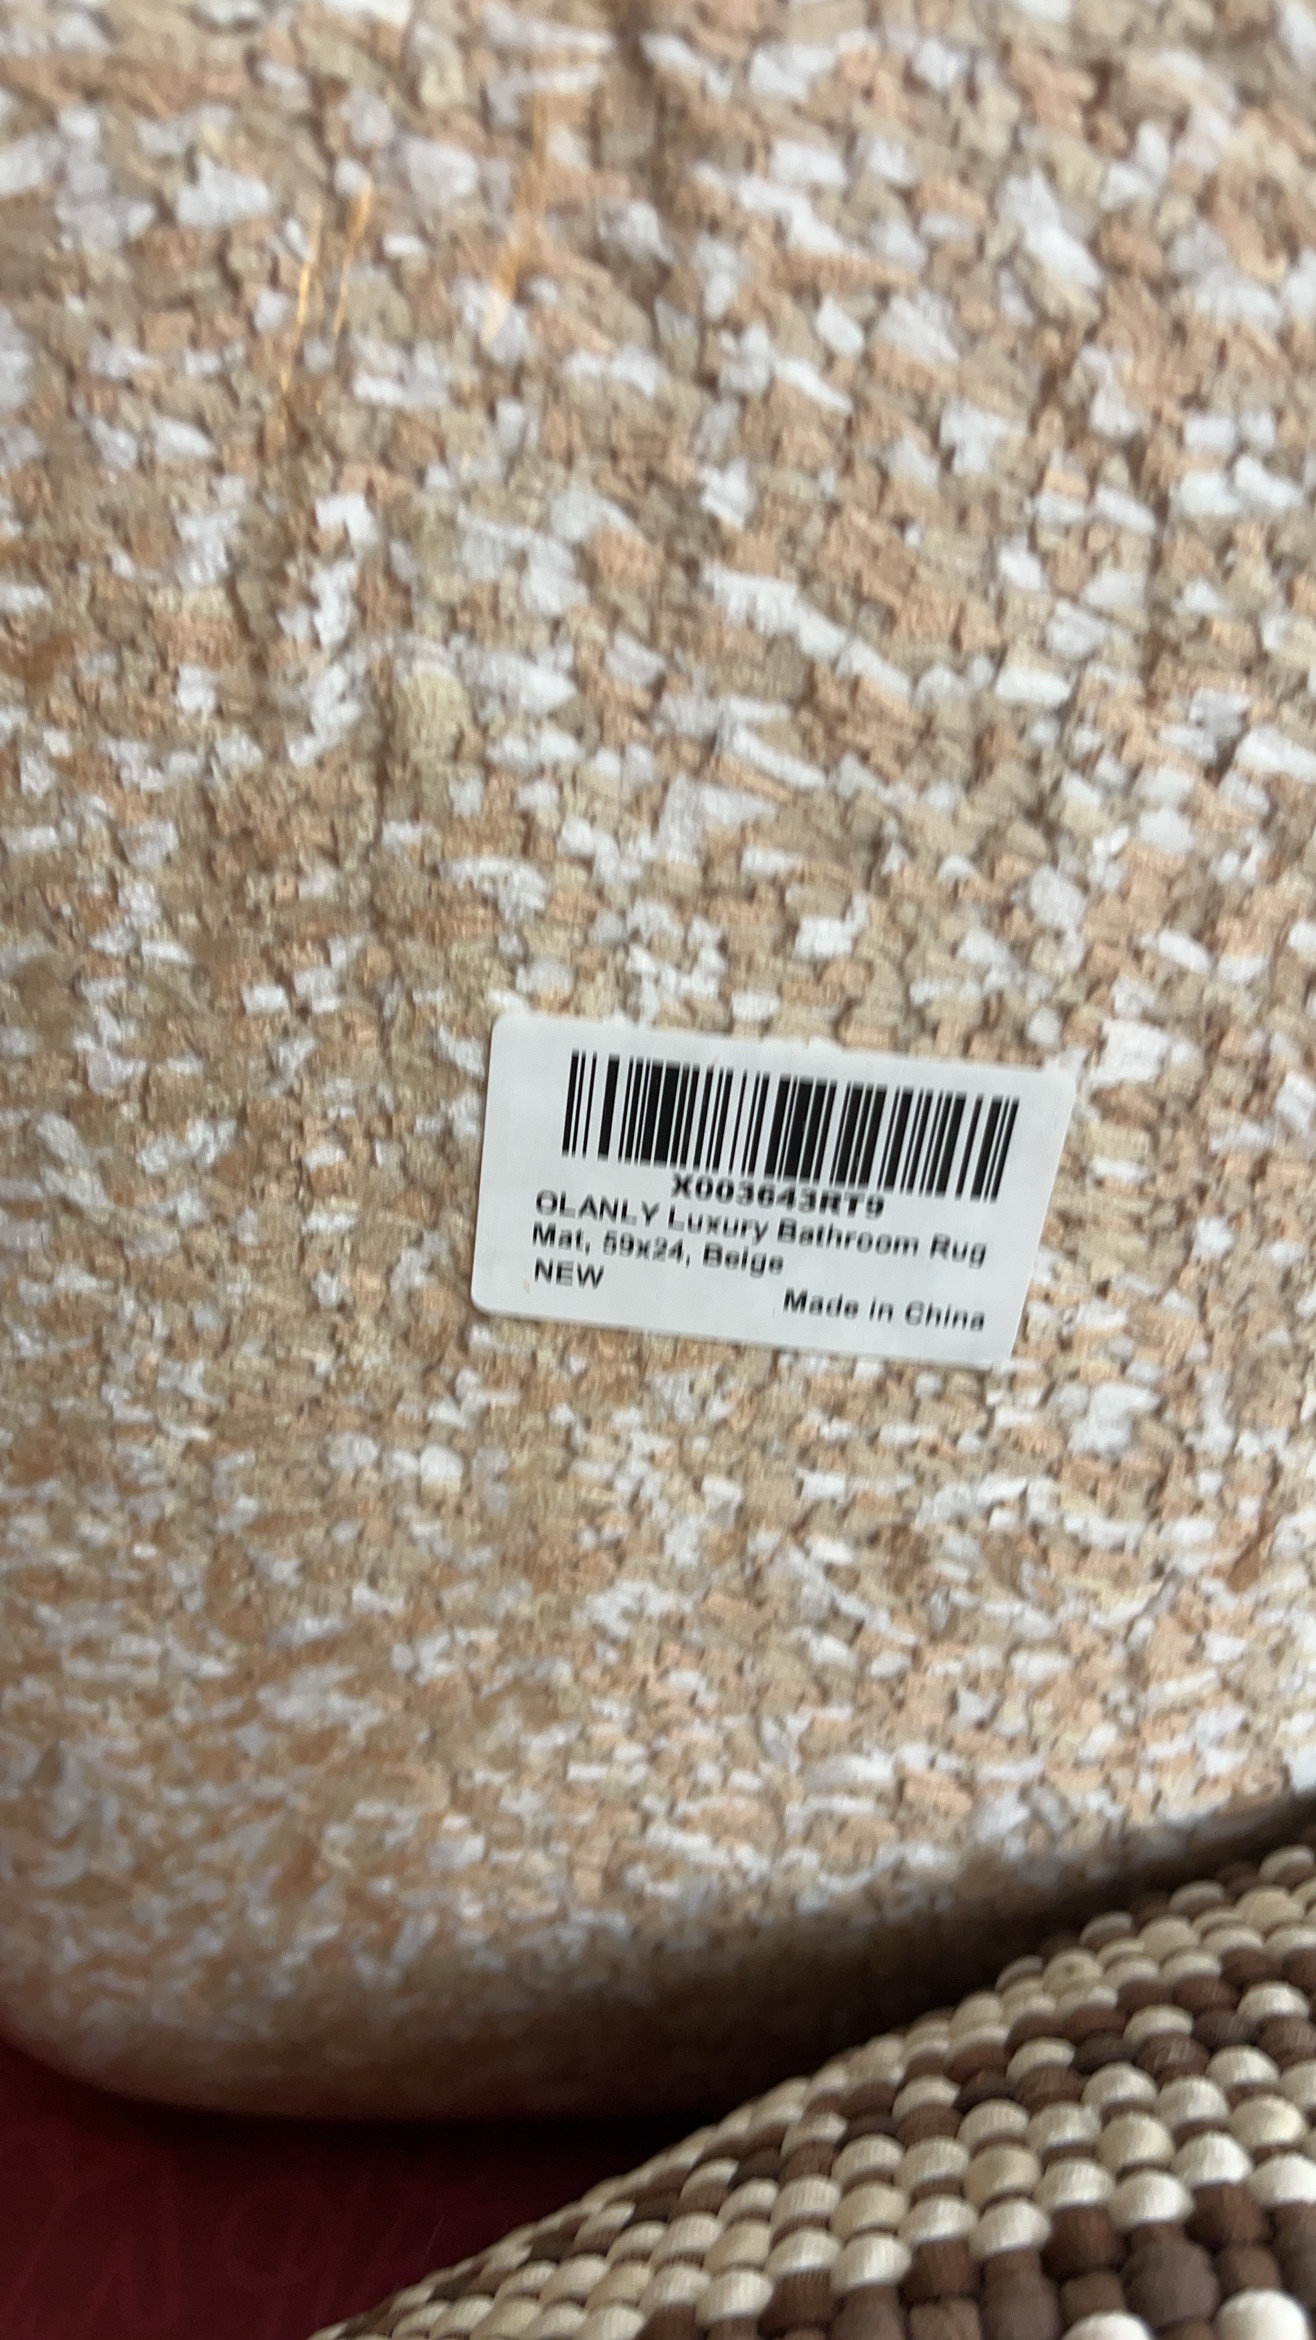 X003643RT9
OLANLY Luxury Bathroom Rug
Mat, 59x24, Beige
NEW
Made in China